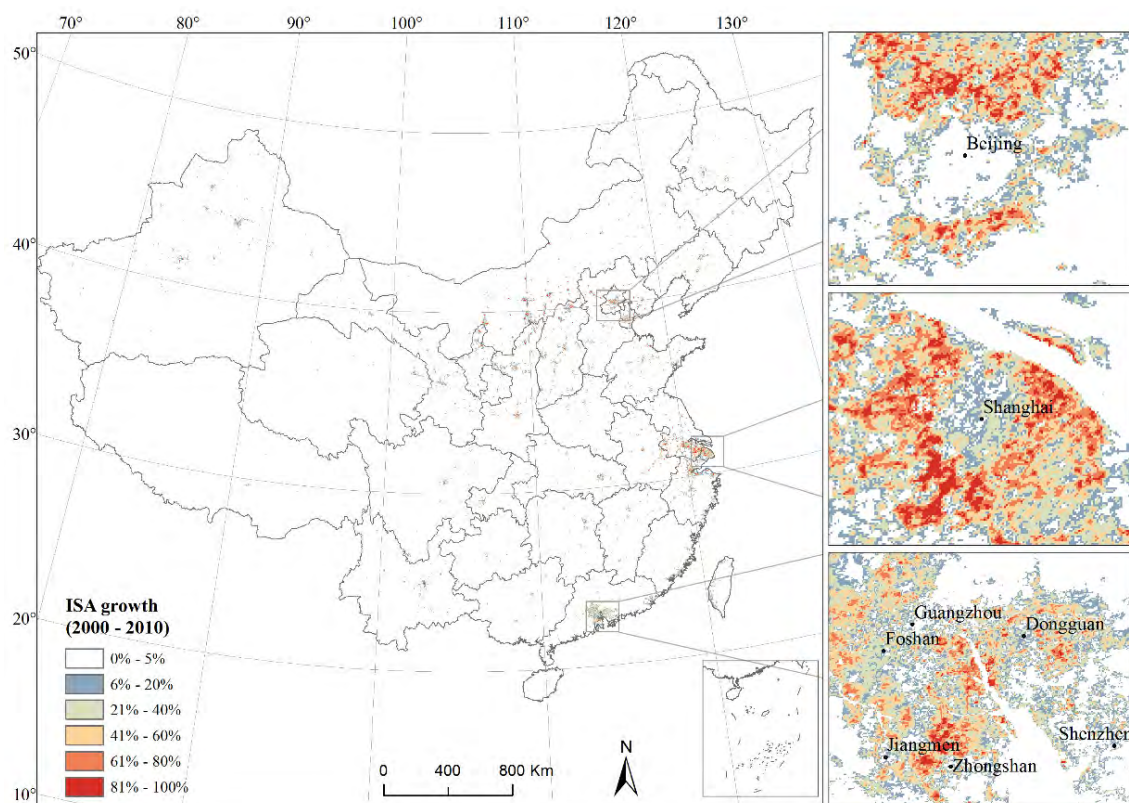 70° 80° 90° 100° 110° 120° 130°
50°
40°
30°
20°
10°
ISA growth
(2000 - 2010)
0% - 5%
6% - 20%
21% - 40%
41% - 60%
61% - 80%
81% - 100%
0 400 800 Km
N
Beijing
Shanghai
Guangzhou
Dongguan
Foshan
Shenzhen
Jiangmen
Zhongshan